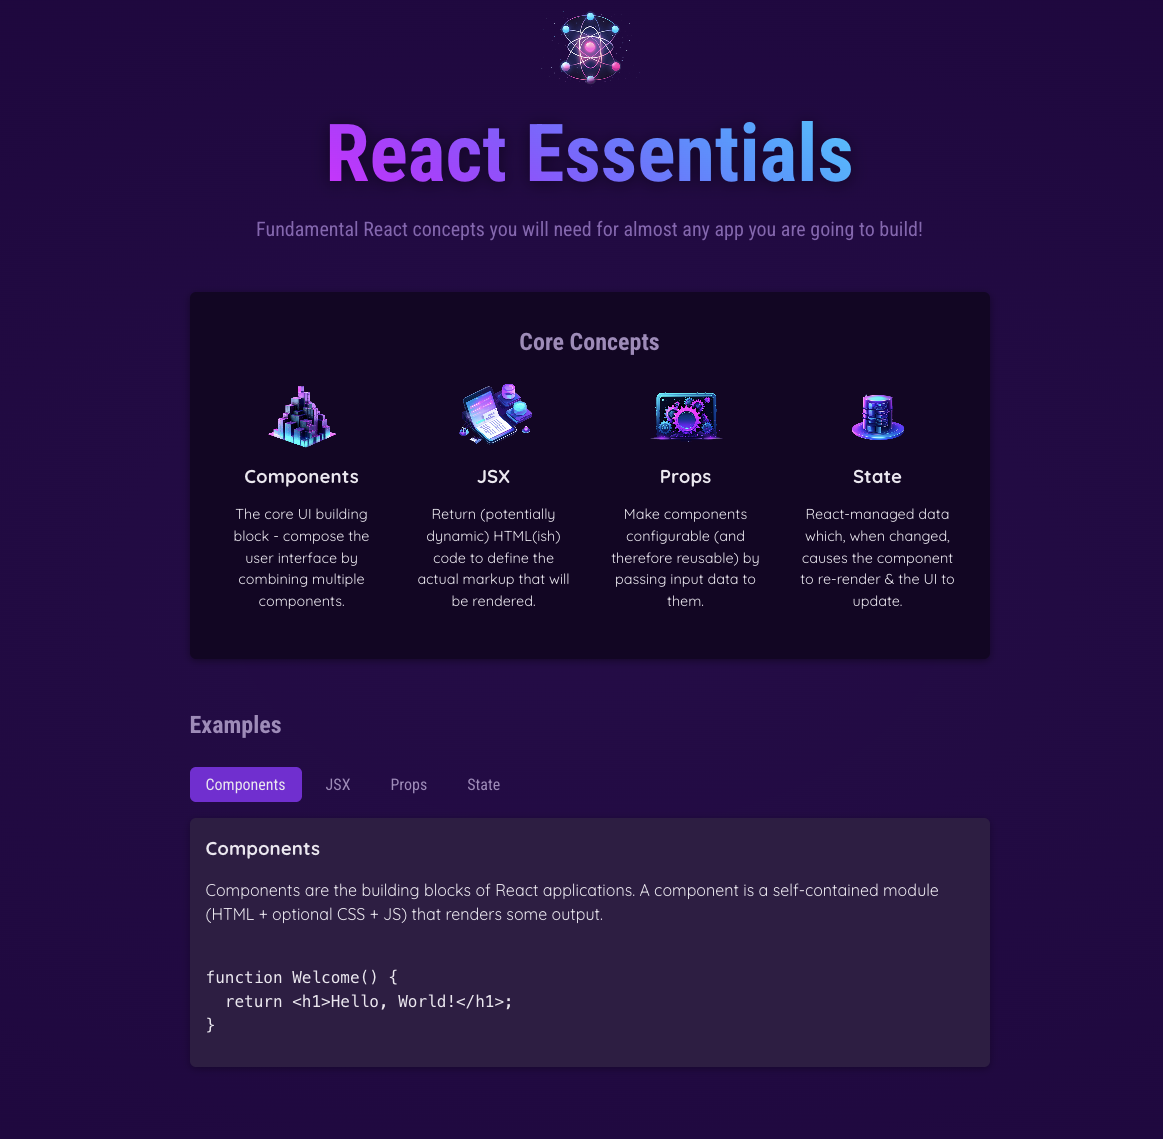 React Essentials
Fundamental React concepts you will need for almost any app you are going to build!
Core Concepts
Components
The core UI building
block - compose the
user interface by
combining multiple
components.
JSX
Return (potentially
dynamic) HTML(ish)
code to define the
actual markup that will
be rendered.
Props
Make components
configurable (and
therefore reusable) by
passing input data to
them.
State
React-managed data
which, when changed,
causes the component
to re-render & the UI to
update.
Examples
Components JSX Props State
Components
Components are the building blocks of React applications. A component is a self-contained module
(HTML + optional CSS + JS) that renders some output.
function Welcome() {
  return <h1>Hello, World!</h1>;
}